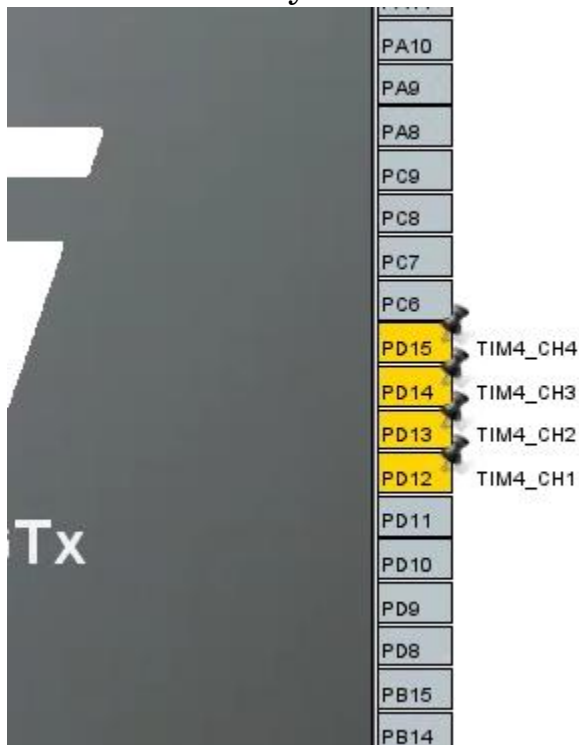 PA10
PA9
PA8
PC9
PC8
PC7
PC6
PD15 TIM4_CH4
PD14 TIM4_CH3
PD13 TIM4_CH2
PD12 TIM4_CH1
PD11
Tx
PD10
PD9
PD8
PB15
PB14